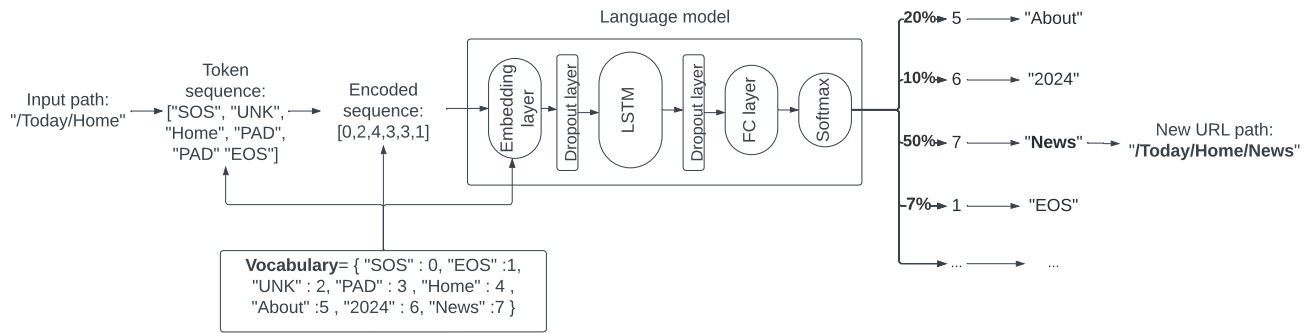 Language model
Input path:
"/Today/Home"
Token
sequence:
["SOS", "UNK",
"Home", "PAD",
"PAD" "EOS"]
Encoded
sequence:
[0,2,4,3,3,1]
Embedding
layer
Dropout layer
LSTM
Dropout layer
FC layer
Softmax
20% 5 "About"
10% 6 "2024"
50% 7 "News"
7% 1 "EOS"
... ...
New URL path:
"/Today/Home/News"
Vocabulary= { "SOS" : 0, "EOS" :1,
"UNK" : 2, "PAD" : 3 , "Home" : 4 ,
"About" :5 , "2024" : 6, "News" :7 }